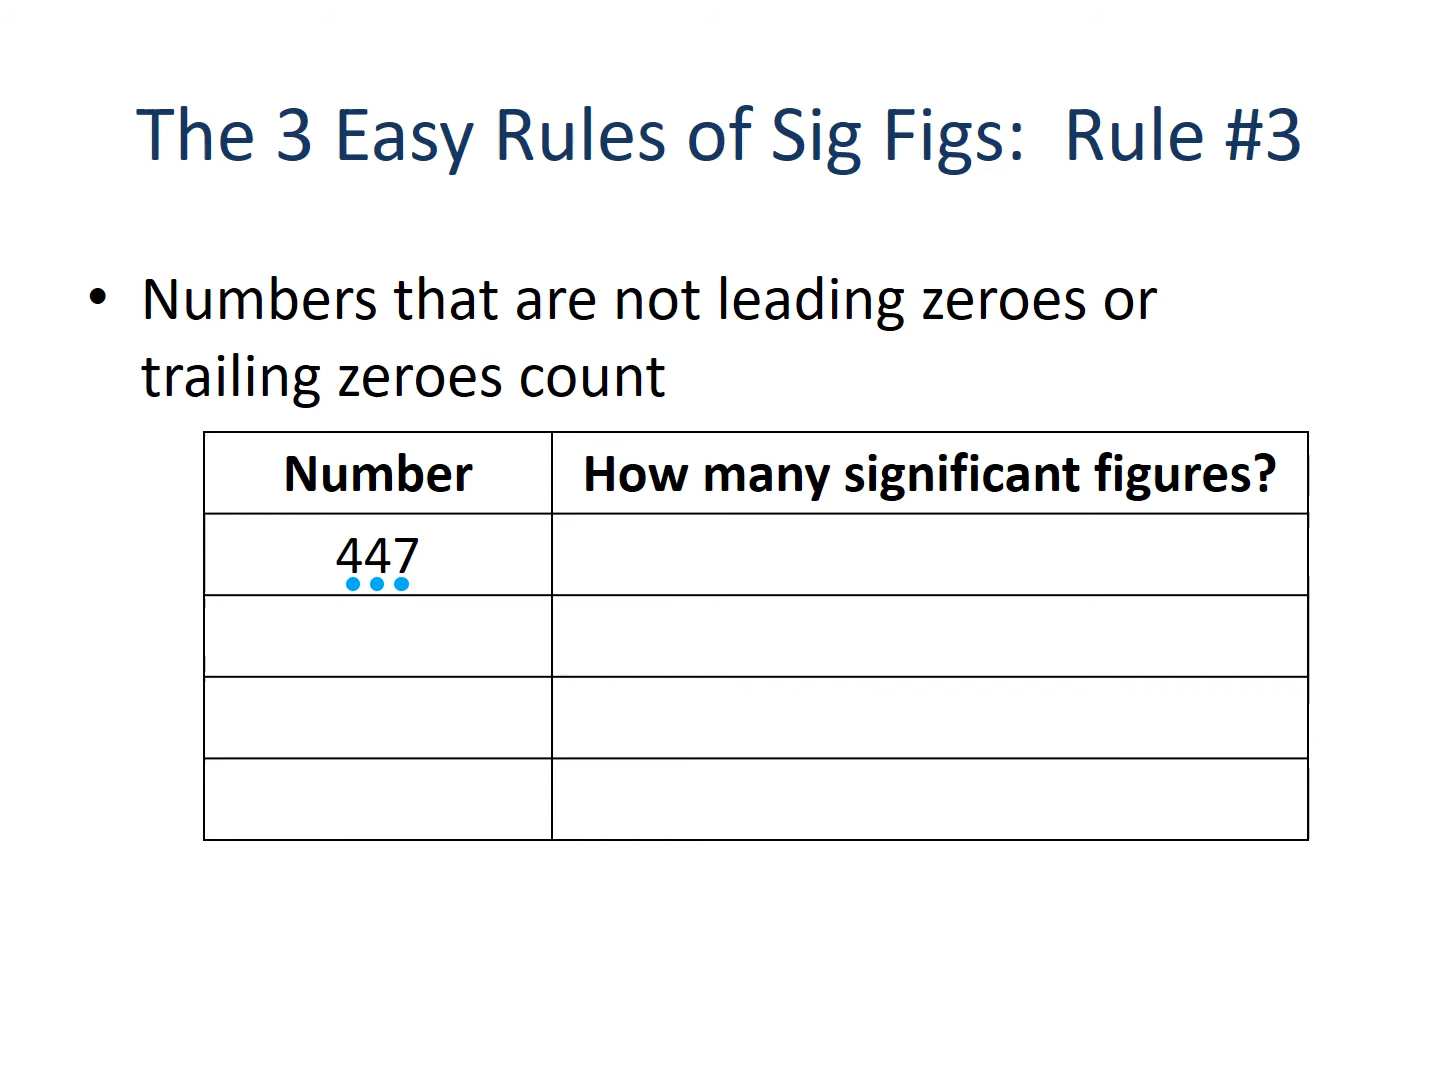 The 3 Easy Rules of Sig Figs:  Rule #3
• Numbers that are not leading zeroes or
trailing zeroes count
Number How many significant figures?
447